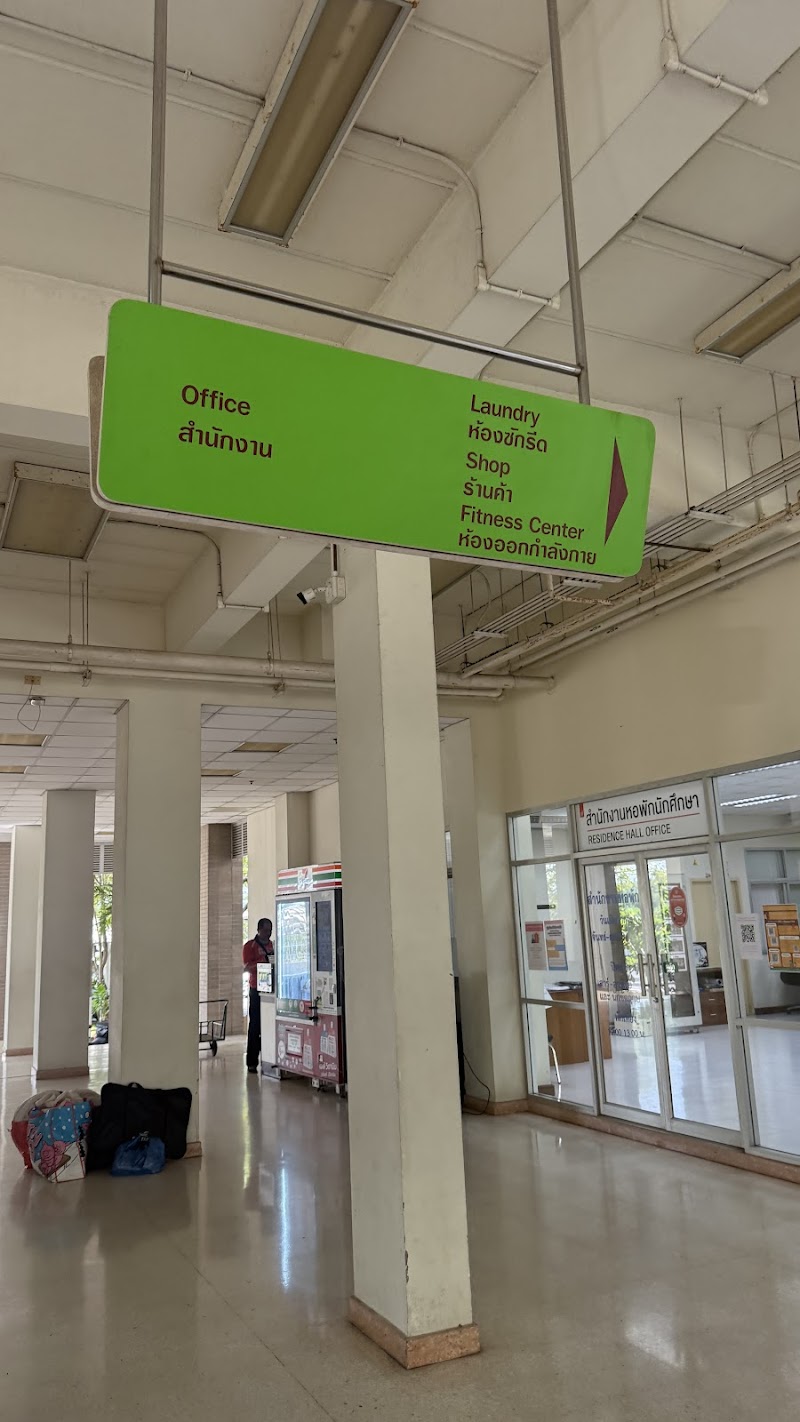 Office
สำนักงาน
Laundry
ห้องซักรีด
Shop
ร้านค้า
Fitness Center
ห้องออกกำลังกาย
สำนักงานหอพักนักศึกษา
RESIDENCE HALL OFFICE